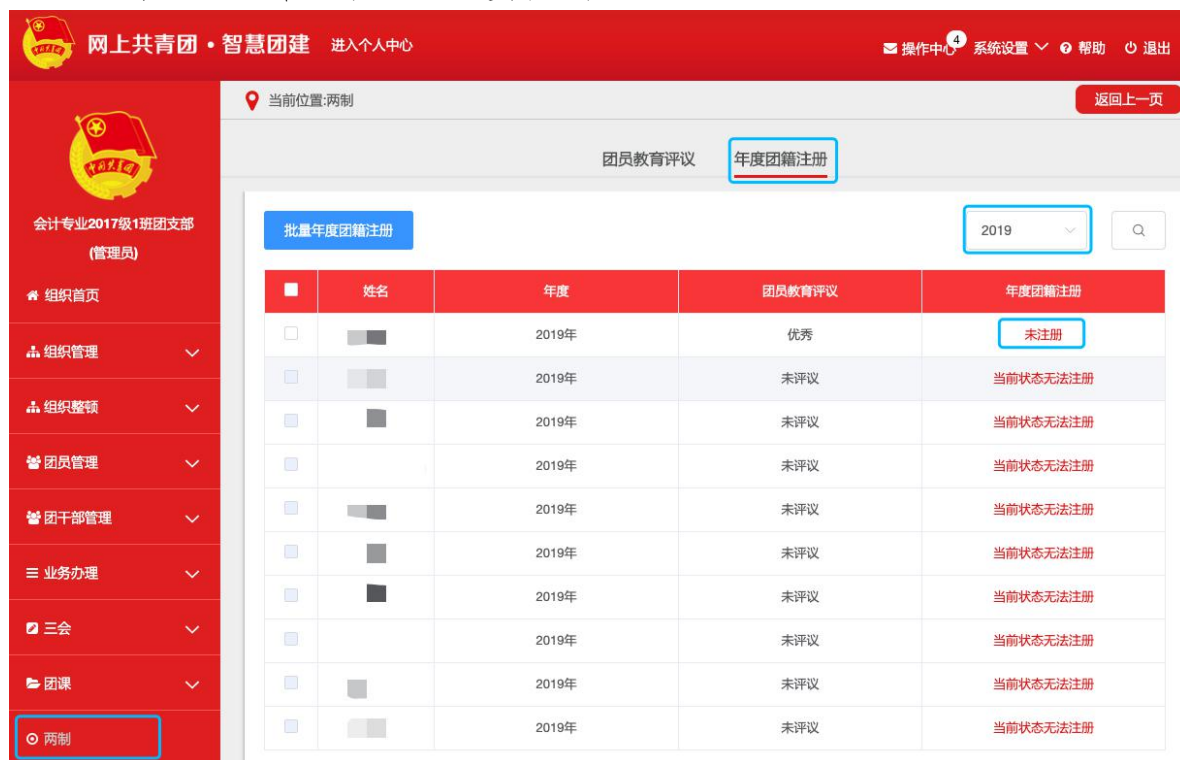 网上共青团·智慧团建 进入个人中心 操作中心 4 系统设置 帮助 退出
当前位置:两制 返回上一页
团员教育评议 年度团籍注册
会计专业2017级1班团支部
(管理员)
组织首页
组织管理
组织整顿
团员管理
团干部管理
业务办理
三会
团课
两制
批量年度团籍注册 2019
姓名 年度 团员教育评议 年度团籍注册
2019年 优秀 未注册
2019年 未评议 当前状态无法注册
2019年 未评议 当前状态无法注册
2019年 未评议 当前状态无法注册
2019年 未评议 当前状态无法注册
2019年 未评议 当前状态无法注册
2019年 未评议 当前状态无法注册
2019年 未评议 当前状态无法注册
2019年 未评议 当前状态无法注册
2019年 未评议 当前状态无法注册